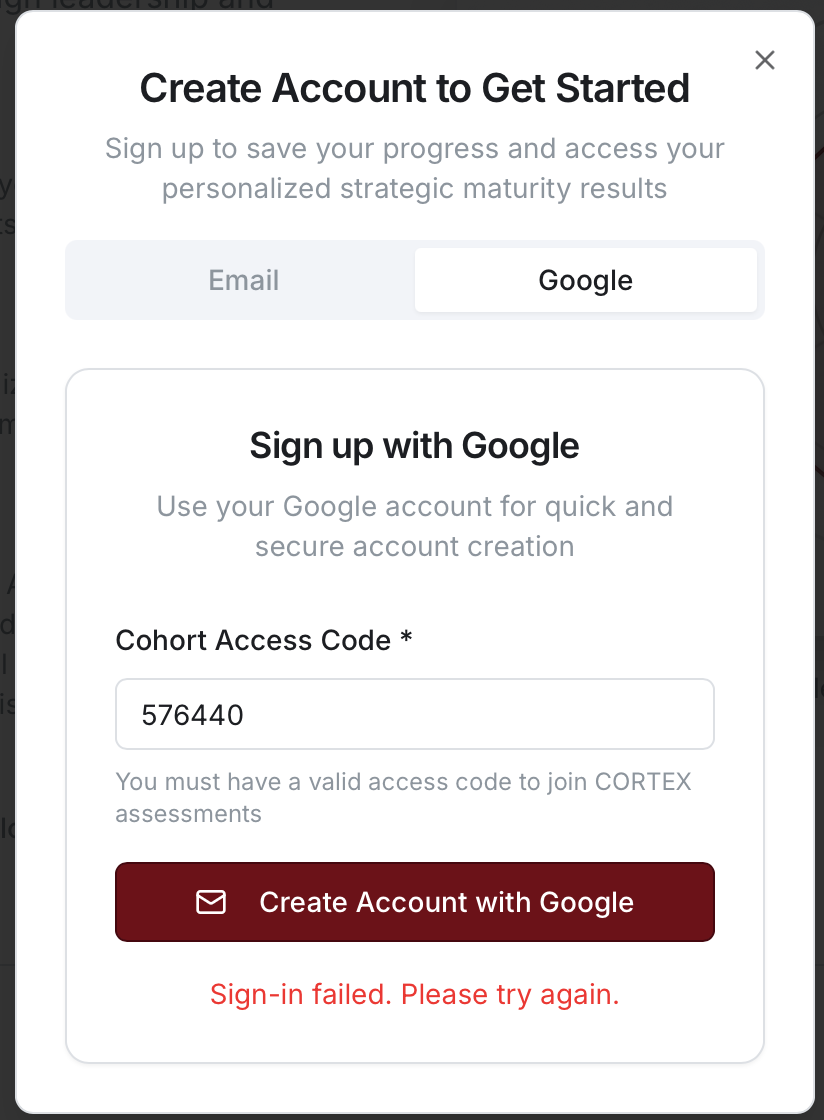 Create Account to Get Started
Sign up to save your progress and access your
personalized strategic maturity results
Email
Google
Sign up with Google
Use your Google account for quick and
secure account creation
Cohort Access Code *
576440
You must have a valid access code to join CORTEX
assessments
Create Account with Google
Sign-in failed. Please try again.